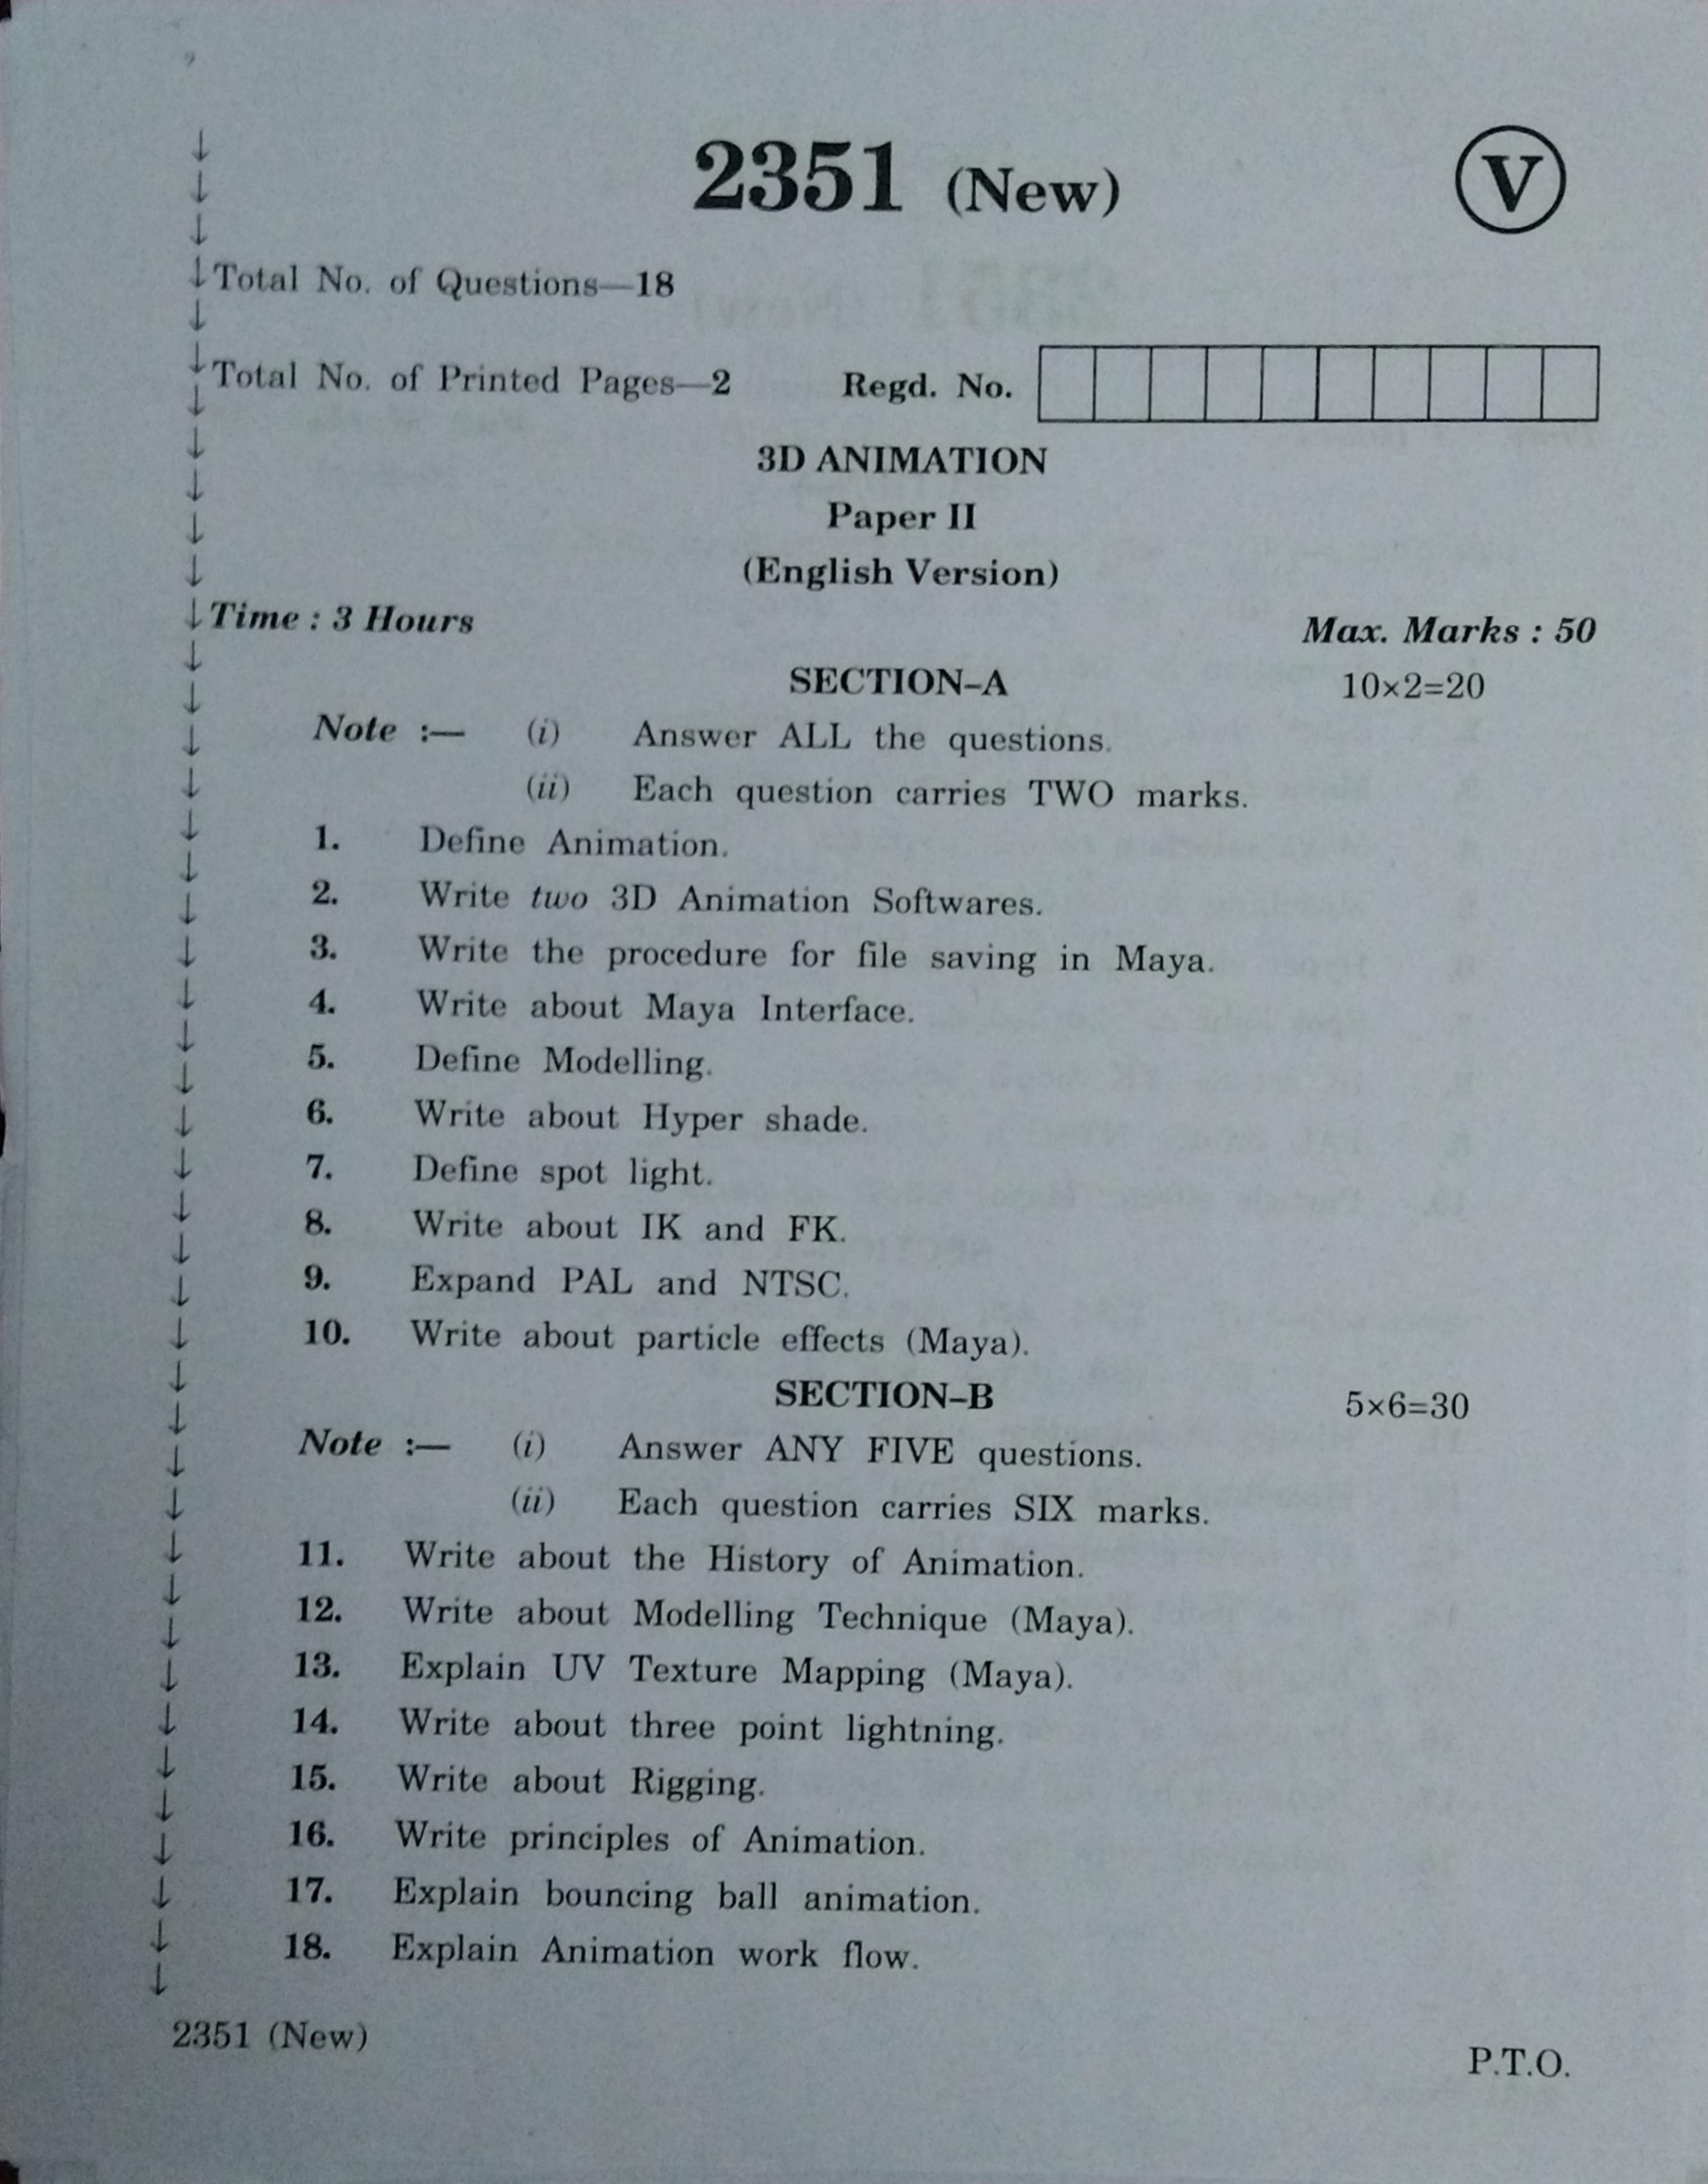 2351 (New)
V
Total No. of Questions—18
Total No. of Printed Pages—2 Regd. No.
3D ANIMATION
Paper II
(English Version)
Time : 3 Hours Max. Marks : 50
SECTION–A 10×2=20
Note :— (i) Answer ALL the questions.
(ii) Each question carries TWO marks.
1. Define Animation.
2. Write two 3D Animation Softwares.
3. Write the procedure for file saving in Maya.
4. Write about Maya Interface.
5. Define Modelling.
6. Write about Hyper shade.
7. Define spot light.
8. Write about IK and FK.
9. Expand PAL and NTSC.
10. Write about particle effects (Maya).
SECTION–B 5×6=30
Note :— (i) Answer ANY FIVE questions.
(ii) Each question carries SIX marks.
11. Write about the History of Animation.
12. Write about Modelling Technique (Maya).
13. Explain UV Texture Mapping (Maya).
14. Write about three point lightning.
15. Write about Rigging.
16. Write principles of Animation.
17. Explain bouncing ball animation.
18. Explain Animation work flow.
2351 (New)
P.T.O.